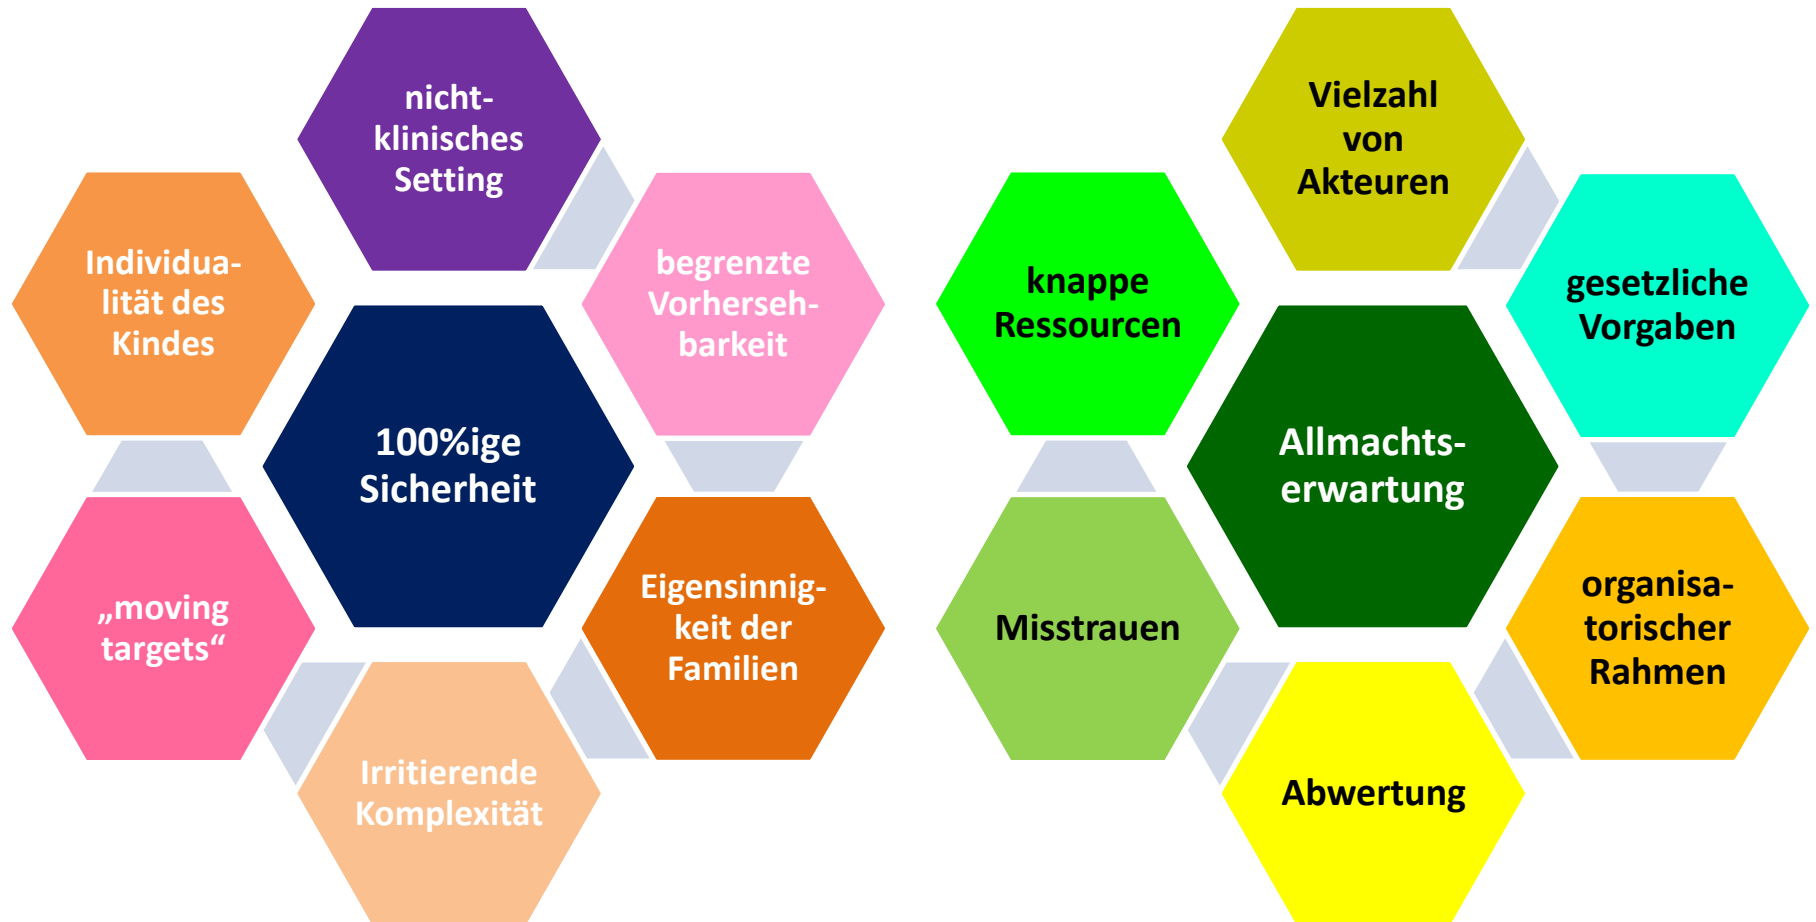 nicht-
klinisches
Setting
begrenzte
Vorherseh-
barkeit
Eigensinnig-
keit der
Familien
Irritierende
Komplexität
„moving
targets“
Individua-
lität des
Kindes
100%ige
Sicherheit
Vielzahl
von
Akteuren
gesetzliche
Vorgaben
organisa-
torischer
Rahmen
Abwertung
Misstrauen
knappe
Ressourcen
Allmachts-
erwartung